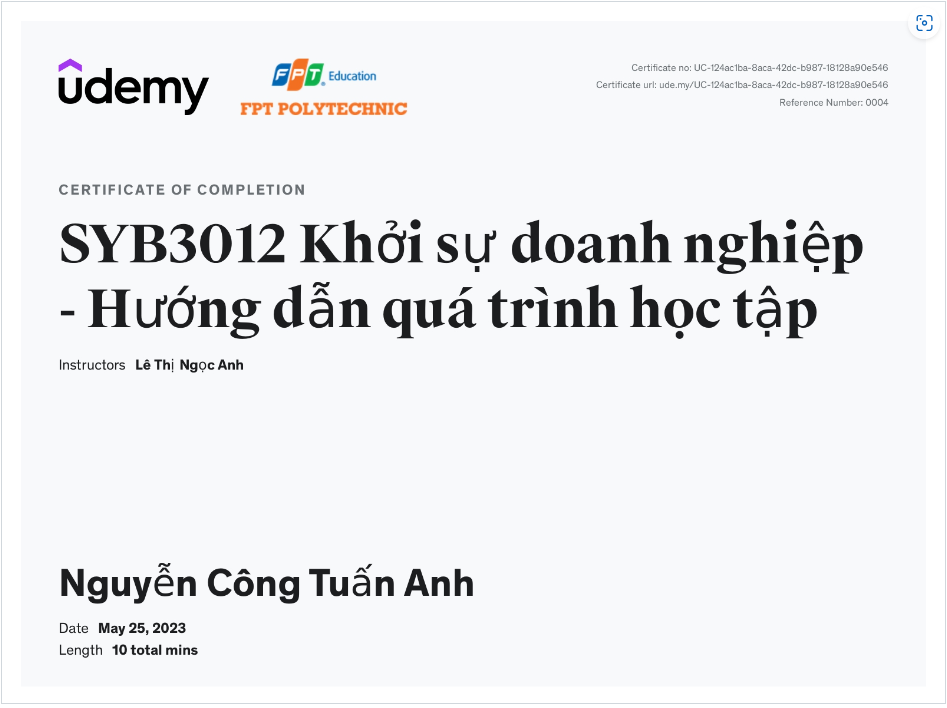 udemy
FPT Education
FPT POLYTECHNIC
Certificate no: UC-124ac1ba-8aca-42dc-b987-18128a90e546
Certificate url: ude.my/UC-124ac1ba-8aca-42dc-b987-18128a90e546
Reference Number: 0004
CERTIFICATE OF COMPLETION
SYB3012 Khởi sự doanh nghiệp
- Hướng dẫn quá trình học tập
Instructors Lê Thị Ngọc Anh
Nguyễn Công Tuấn Anh
Date May 25, 2023
Length 10 total mins